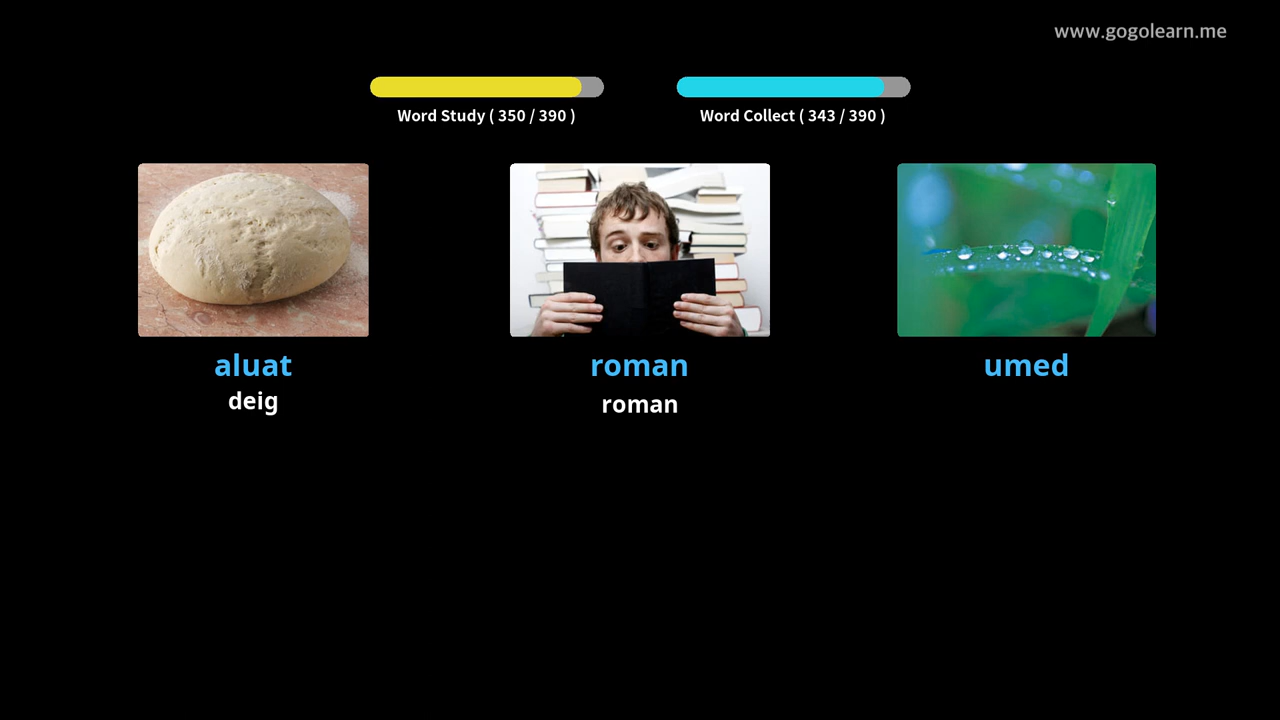 www.gogolearn.me
Word Study ( 350 / 390 )
Word Collect ( 343 / 390 )
aluat
deig
roman
roman
umed